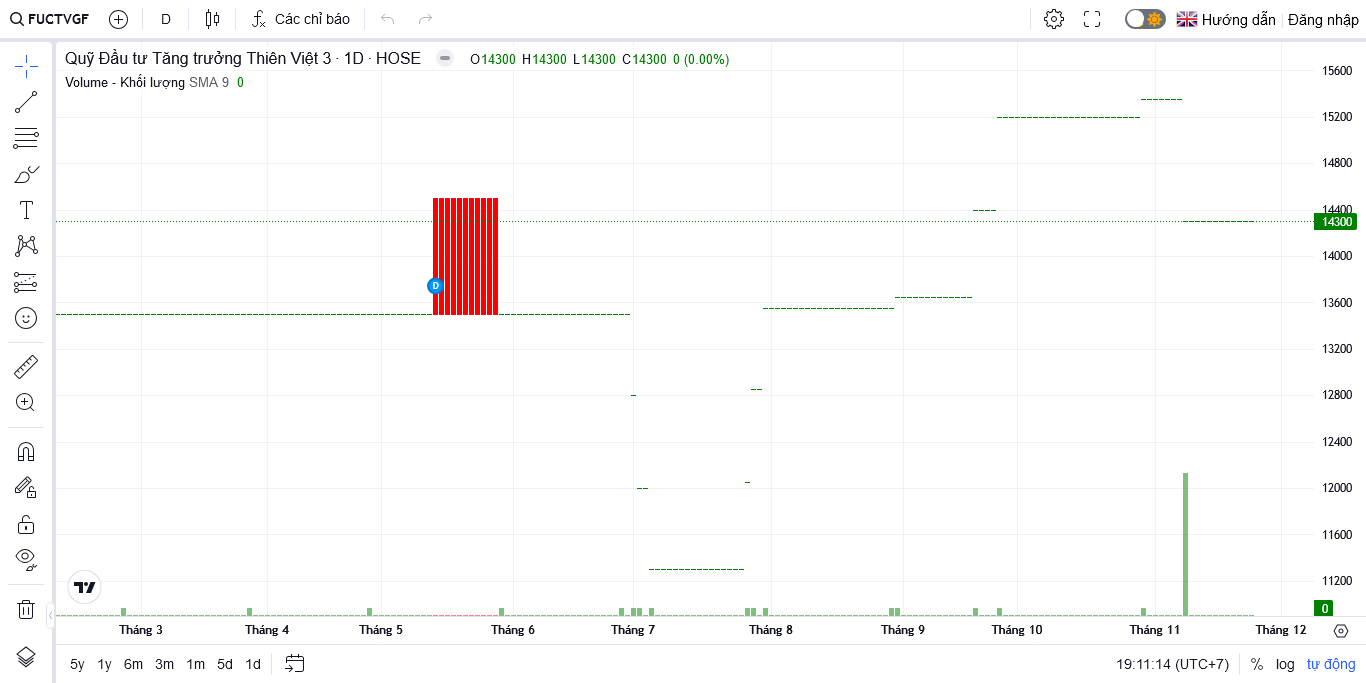 FUCTVGF D Các chỉ báo Hướng dẫn Đăng nhập
Quỹ Đầu tư Tăng trưởng Thiên Việt 3 · 1D · HOSE O14300 H14300 L14300 C14300 0 (0.00%)
Volume - Khối lượng SMA 9 0
15600
15200
14800
14400
14300
14000
13600
13200
12800
12400
12000
11600
11200
0
D
Tháng 3 Tháng 4 Tháng 5 Tháng 6 Tháng 7 Tháng 8 Tháng 9 Tháng 10 Tháng 11 Tháng 12
5y 1y 6m 3m 1m 5d 1d 19:11:14 (UTC+7) % log tự động